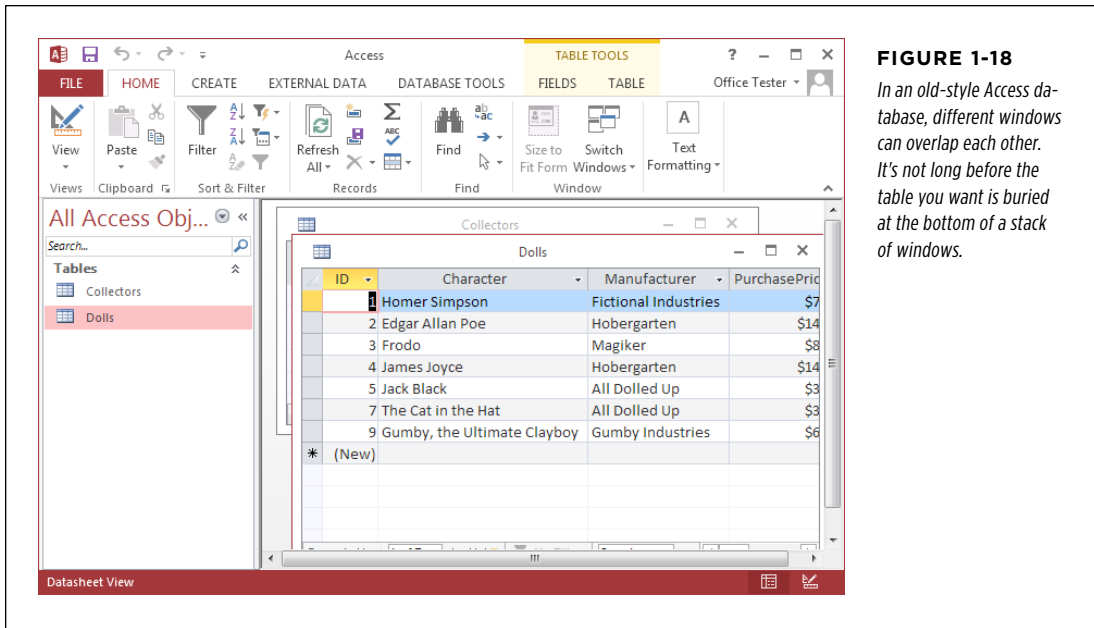 Access
TABLE TOOLS
?
FILE HOME CREATE EXTERNAL DATA DATABASE TOOLS FIELDS TABLE Office Tester
View
Paste
Filter
Refresh
All
ABC
Find
ab
ac
Size to
Fit Form
Switch
Windows
A
Text
Formatting
Views Clipboard Sort & Filter Records Find Window
All Access Obj... «
Search...
Tables
Collectors
Dolls
Collectors
Dolls
ID Character Manufacturer PurchasePric
1 Homer Simpson Fictional Industries $7
2 Edgar Allan Poe Hobergarten $14
3 Frodo Magiker $8
4 James Joyce Hobergarten $14
5 Jack Black All Dolled Up $3
7 The Cat in the Hat All Dolled Up $3
9 Gumby, the Ultimate Clayboy Gumby Industries $6
* (New)
Datasheet View
FIGURE 1-18
In an old-style Access da-
tabase, different windows
can overlap each other.
It's not long before the
table you want is buried
at the bottom of a stack
of windows.